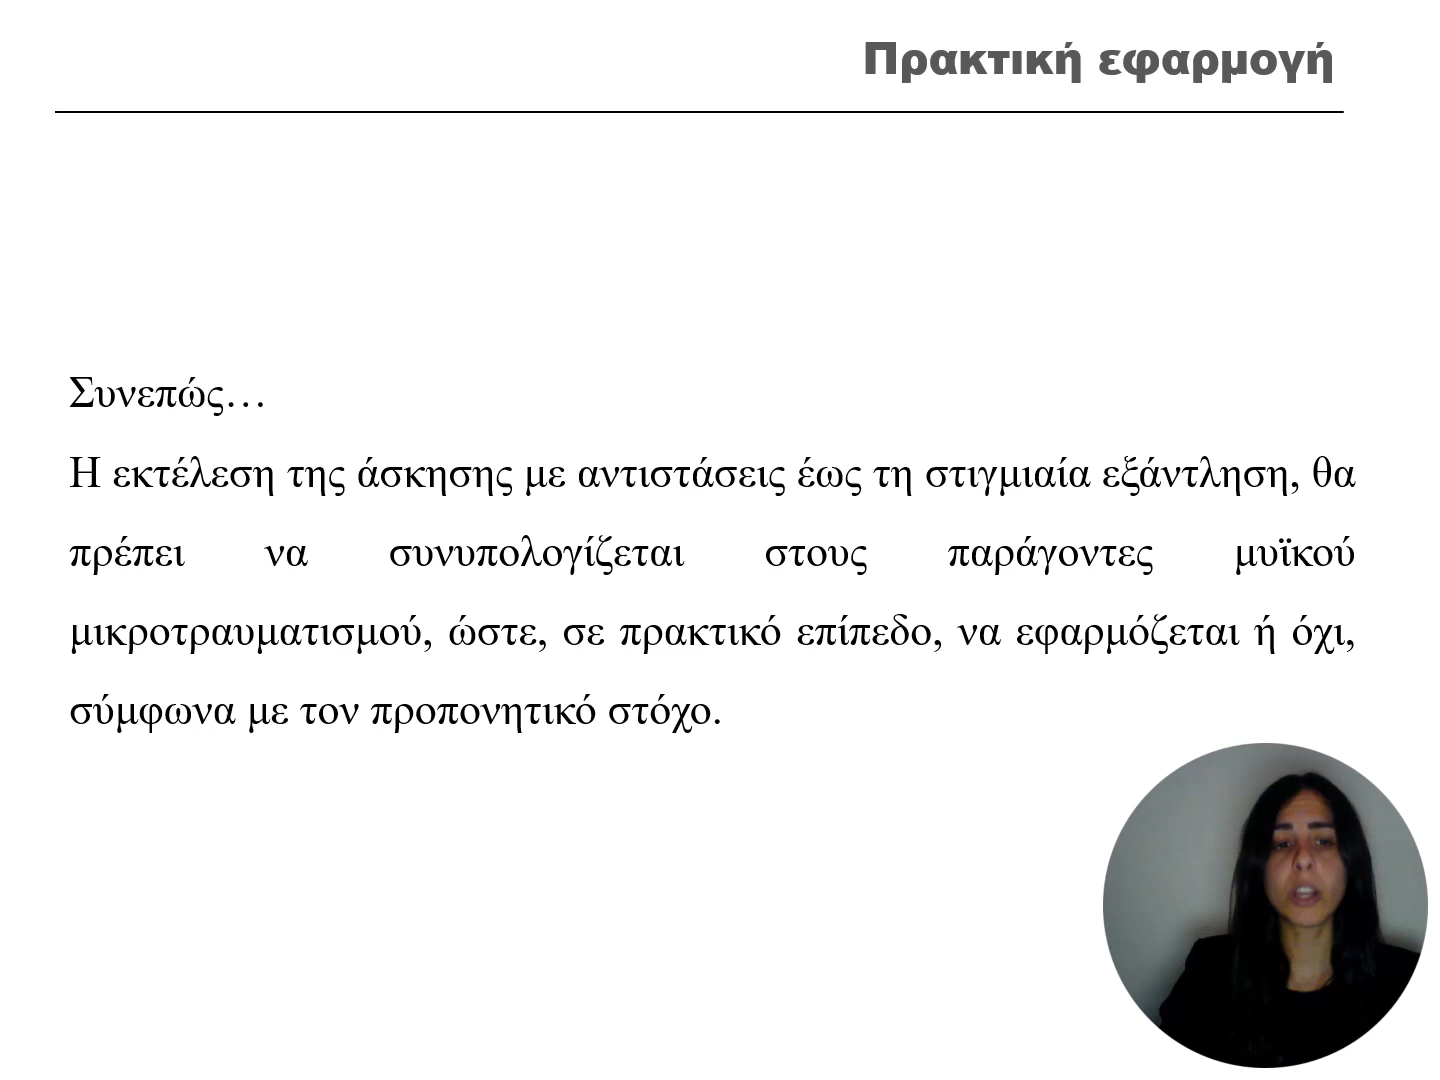 Πρακτική εφαρμογή
Συνεπώς…
Η εκτέλεση της άσκησης με αντιστάσεις έως τη στιγμιαία εξάντληση, θα
πρέπει να συνυπολογίζεται στους παράγοντες μυϊκού
μικροτραυματισμού, ώστε, σε πρακτικό επίπεδο, να εφαρμόζεται ή όχι,
σύμφωνα με τον προπονητικό στόχο.